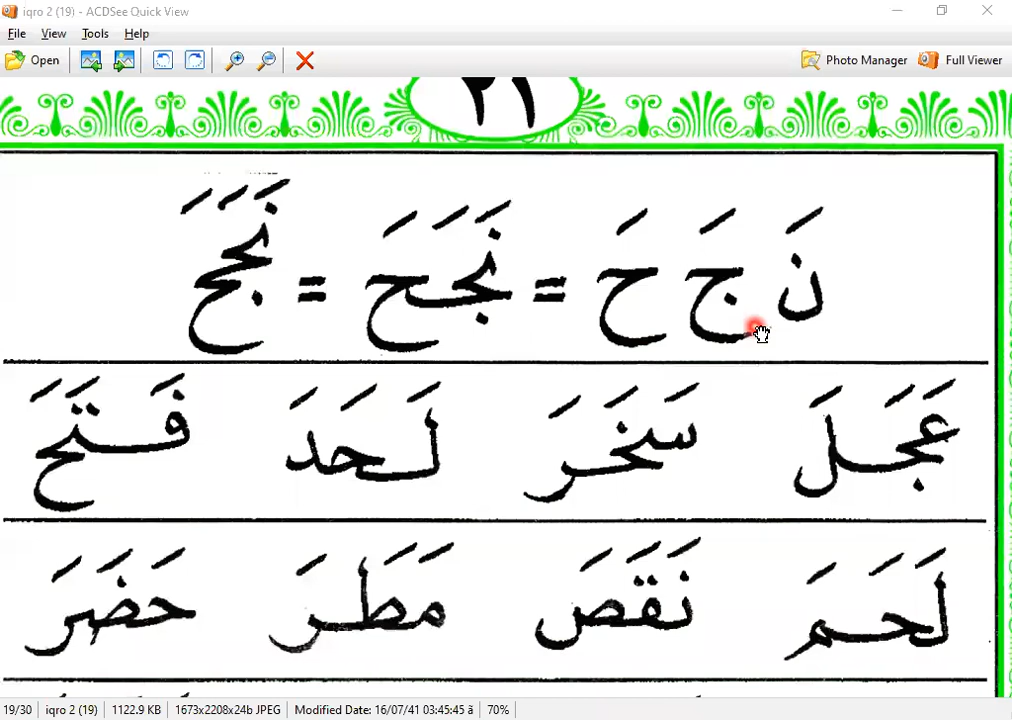 iqro 2 (19) - ACDSee Quick View
File View Tools Help
Open Photo Manager Full Viewer
٢١
نَ جَ حَ = نَجَحَ = نَجَحَ
عَجَلَ سَخَرَ لَحَدَ فَتَحَ
لَحَمَ نَقَصَ مَطَرَ حَضَرَ
19/30 iqro 2 (19) 1122.9 KB 1673x2208x24b JPEG Modified Date: 16/07/41 03:45:45 ã 70%